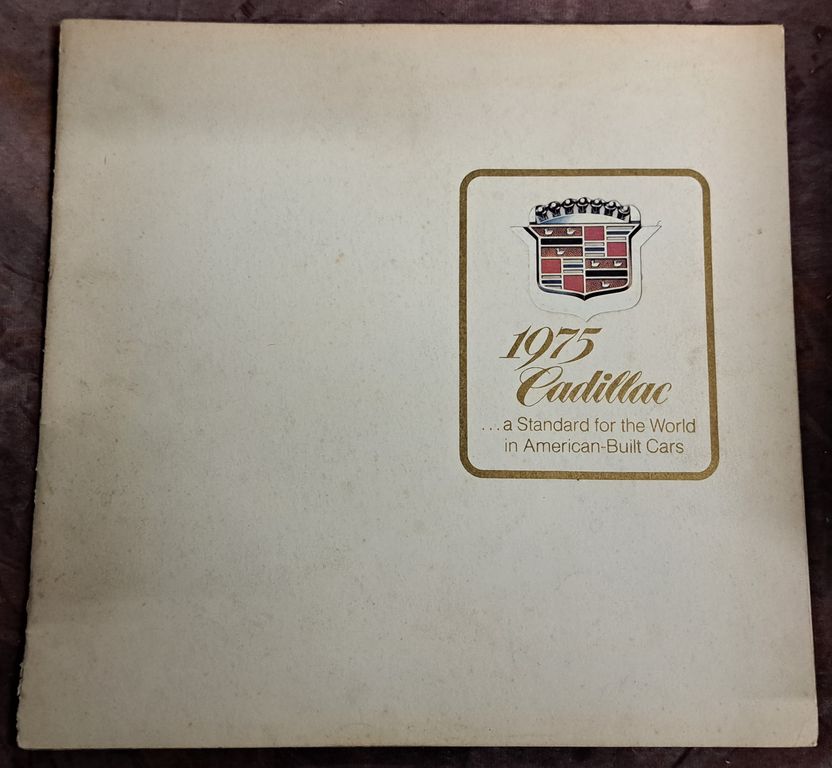 1975
Cadillac
...a Standard for the World
in American-Built Cars